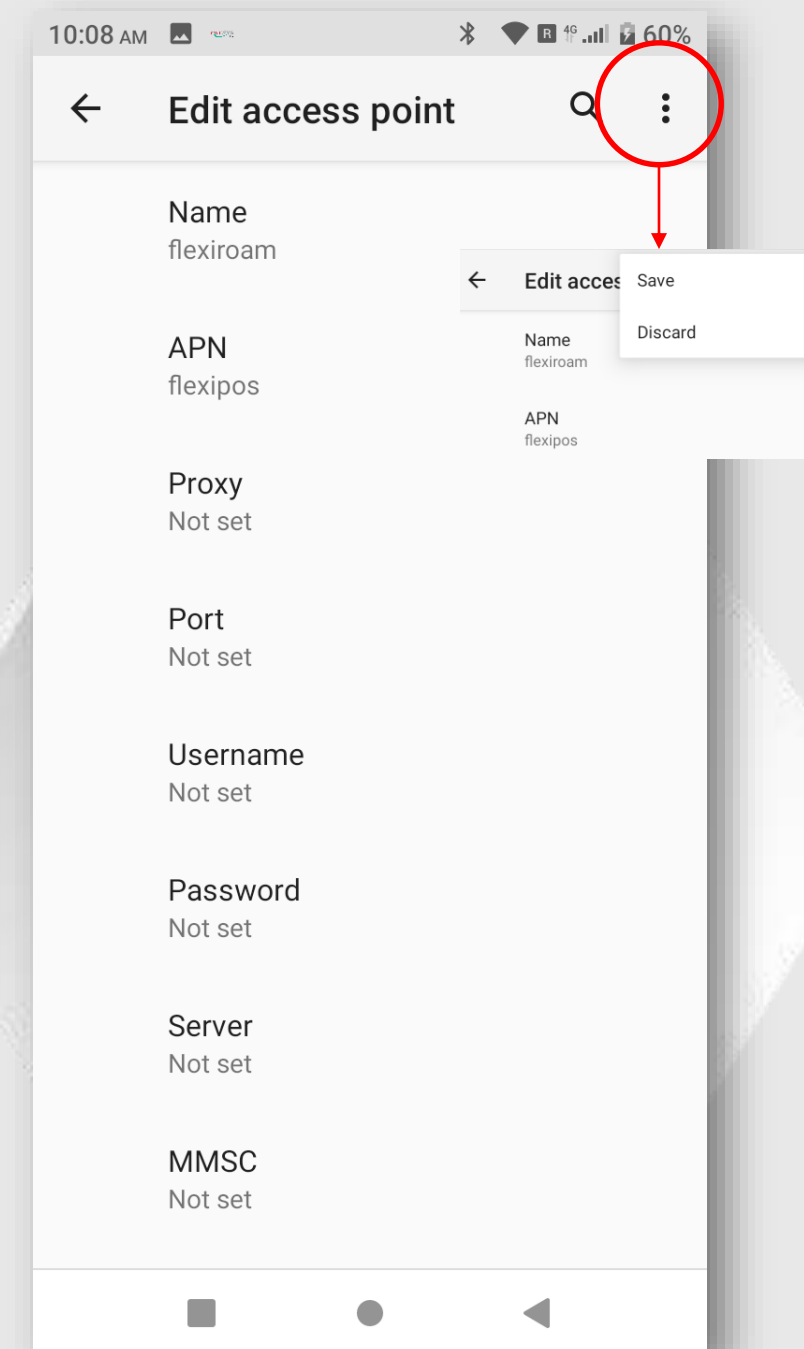 10:08 AM R 4G 60%
Edit access point
Name
flexiroam
APN
flexipos
Proxy
Not set
Port
Not set
Username
Not set
Password
Not set
Server
Not set
MMSC
Not set
Edit acces
Save
Discard
Name
flexiroam
APN
flexipos